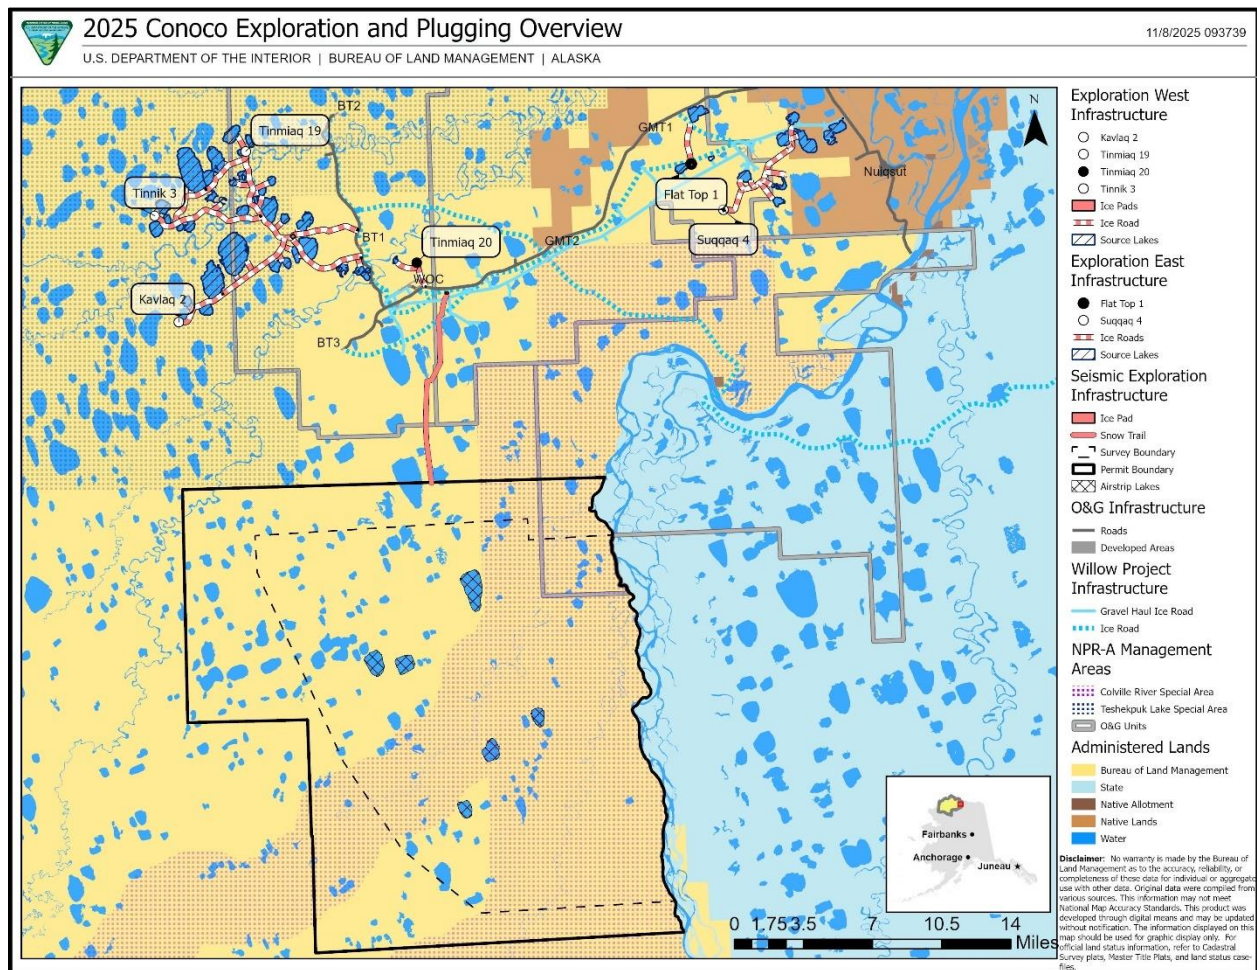 2025 Conoco Exploration and Plugging Overview
11/8/2025 093739
U.S. DEPARTMENT OF THE INTERIOR | BUREAU OF LAND MANAGEMENT | ALASKA
BT2
Tinmiaq 19
GMT1
Tinnik 3
Flat Top 1
Nuiqsut
BT1
Tinmiaq 20
GMT2
Suqqaq 4
WOC
Kavlaq 2
BT3
N
Exploration West
Infrastructure
Kavlaq 2
Tinmiaq 19
Tinmiaq 20
Tinnik 3
Ice Pads
Ice Road
Source Lakes
Exploration East
Infrastructure
Flat Top 1
Suqqaq 4
Ice Roads
Source Lakes
Seismic Exploration
Infrastructure
Ice Pad
Snow Trail
Survey Boundary
Permit Boundary
Airstrip Lakes
O&G Infrastructure
Roads
Developed Areas
Willow Project
Infrastructure
Gravel Haul Ice Road
Ice Road
NPR-A Management
Areas
Colville River Special Area
Teshekpuk Lake Special Area
O&G Units
Administered Lands
Bureau of Land Management
State
Native Allotment
Native Lands
Water
Fairbanks
Anchorage
Juneau
0 1.75 3.5 7 10.5 14
Miles
Disclaimer: No warranty is made by the Bureau of
Land Management as to the accuracy, reliability, or
completeness of these data for individual or aggregate
use with other data. Original data were compiled from
various sources. This information may not meet
National Map Accuracy Standards. This product was
developed through digital means and may be updated
without notification. The information displayed on this
map should be used for graphic display only. For
official land status information, refer to Cadastral
Survey plats, Master Title Plats, and land status case-
files.